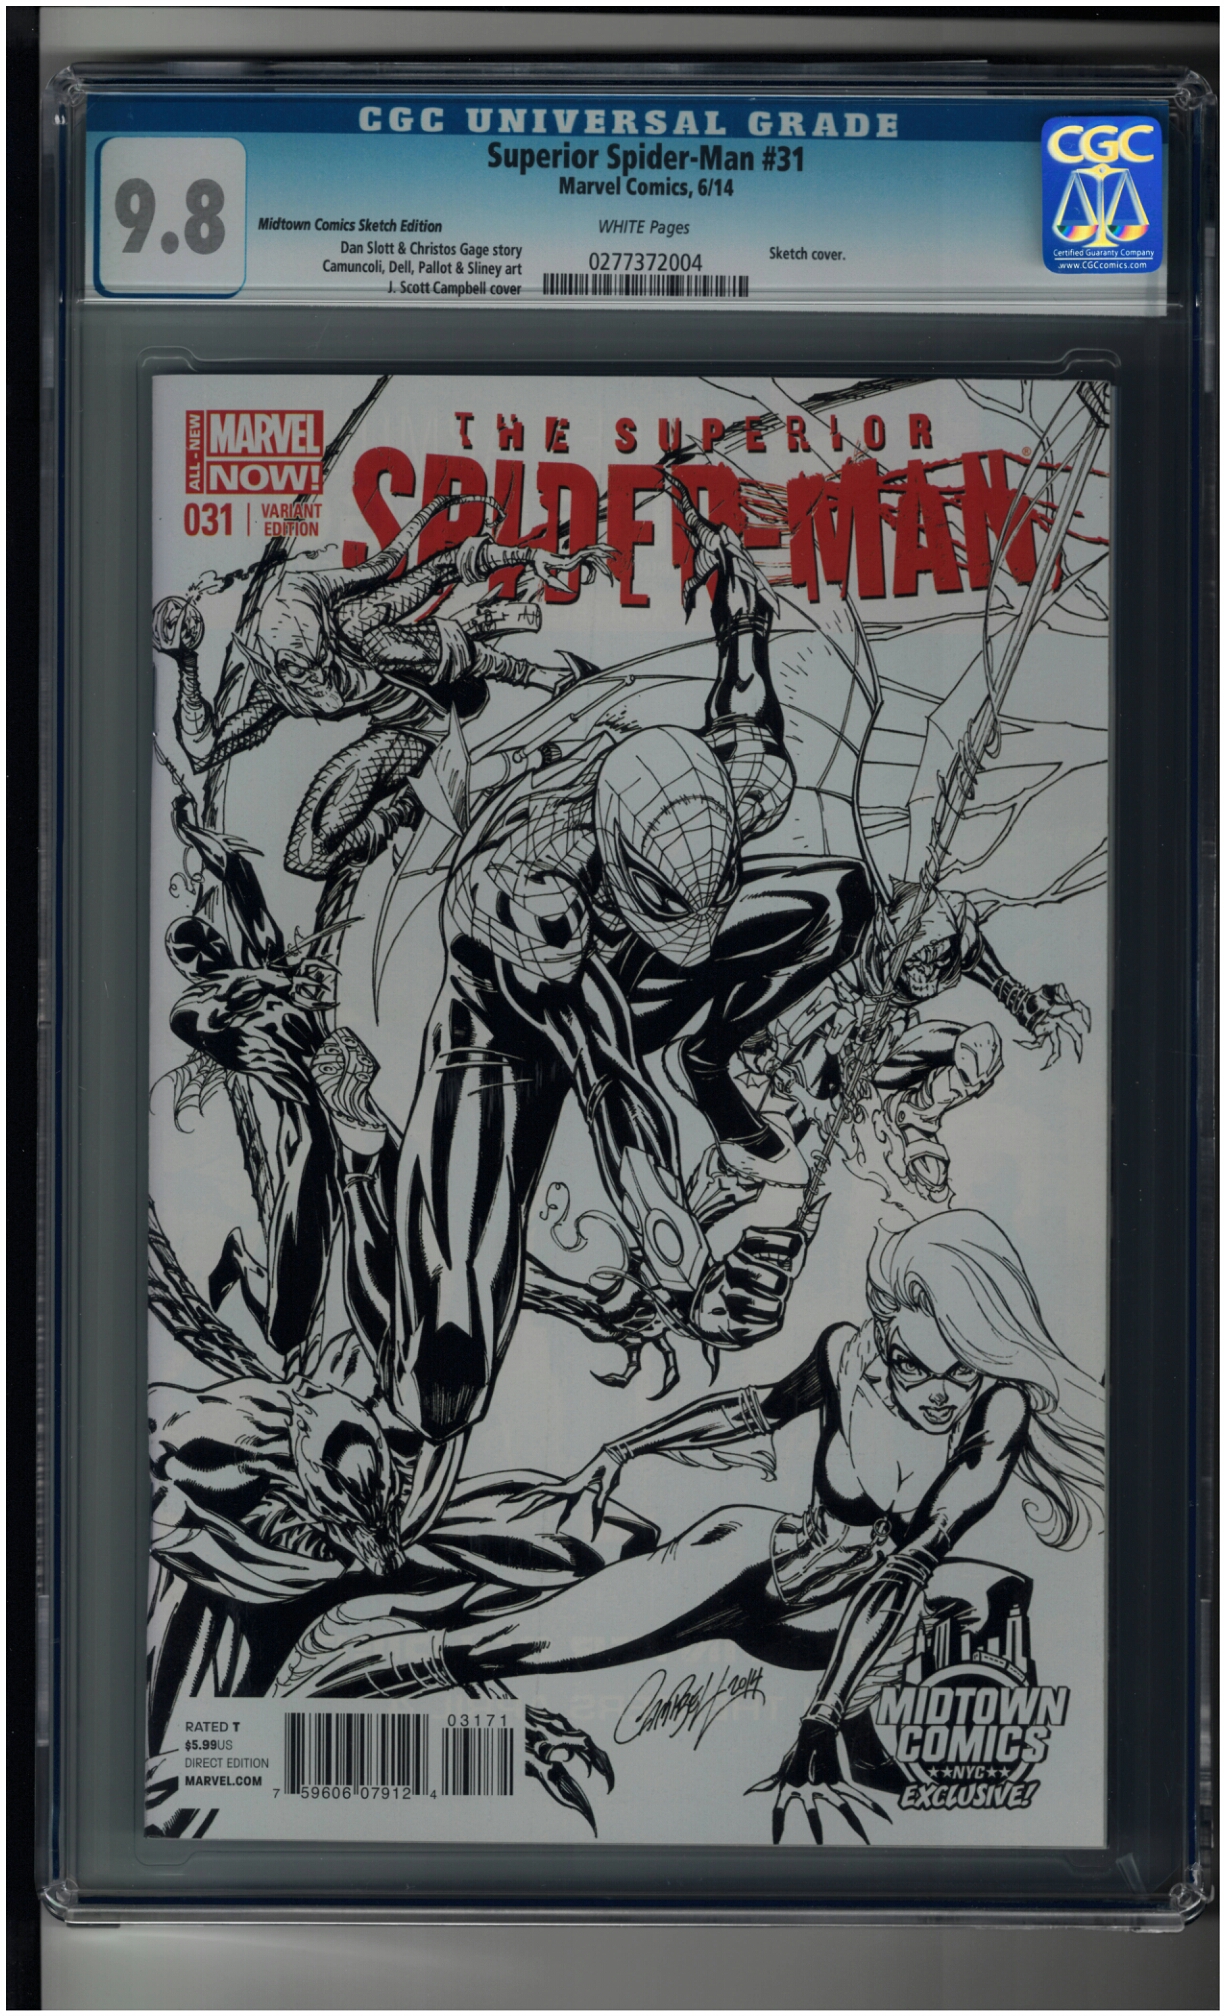 CGC UNIVERSAL GRADE
9.8
Superior Spider-Man #31
Marvel Comics, 6/14
Midtown Comics Sketch Edition
WHITE Pages
Dan Slott & Christos Gage story
Camuncoli, Dell, Pallot & Sliney art
J. Scott Campbell cover
0277372004
Sketch cover.
CGC
Certified Guaranty Company
www.CGCcomics.com
ALL-NEW
MARVEL
NOW!
031 | VARIANT
EDITION
THE SUPERIOR
SPIDER-MAN
®
Campbell 2014
RATED T
$5.99US
DIRECT EDITION
MARVEL.COM
03171
7 59606 07912 4
MIDTOWN
COMICS
★★NYC★★
EXCLUSIVE!